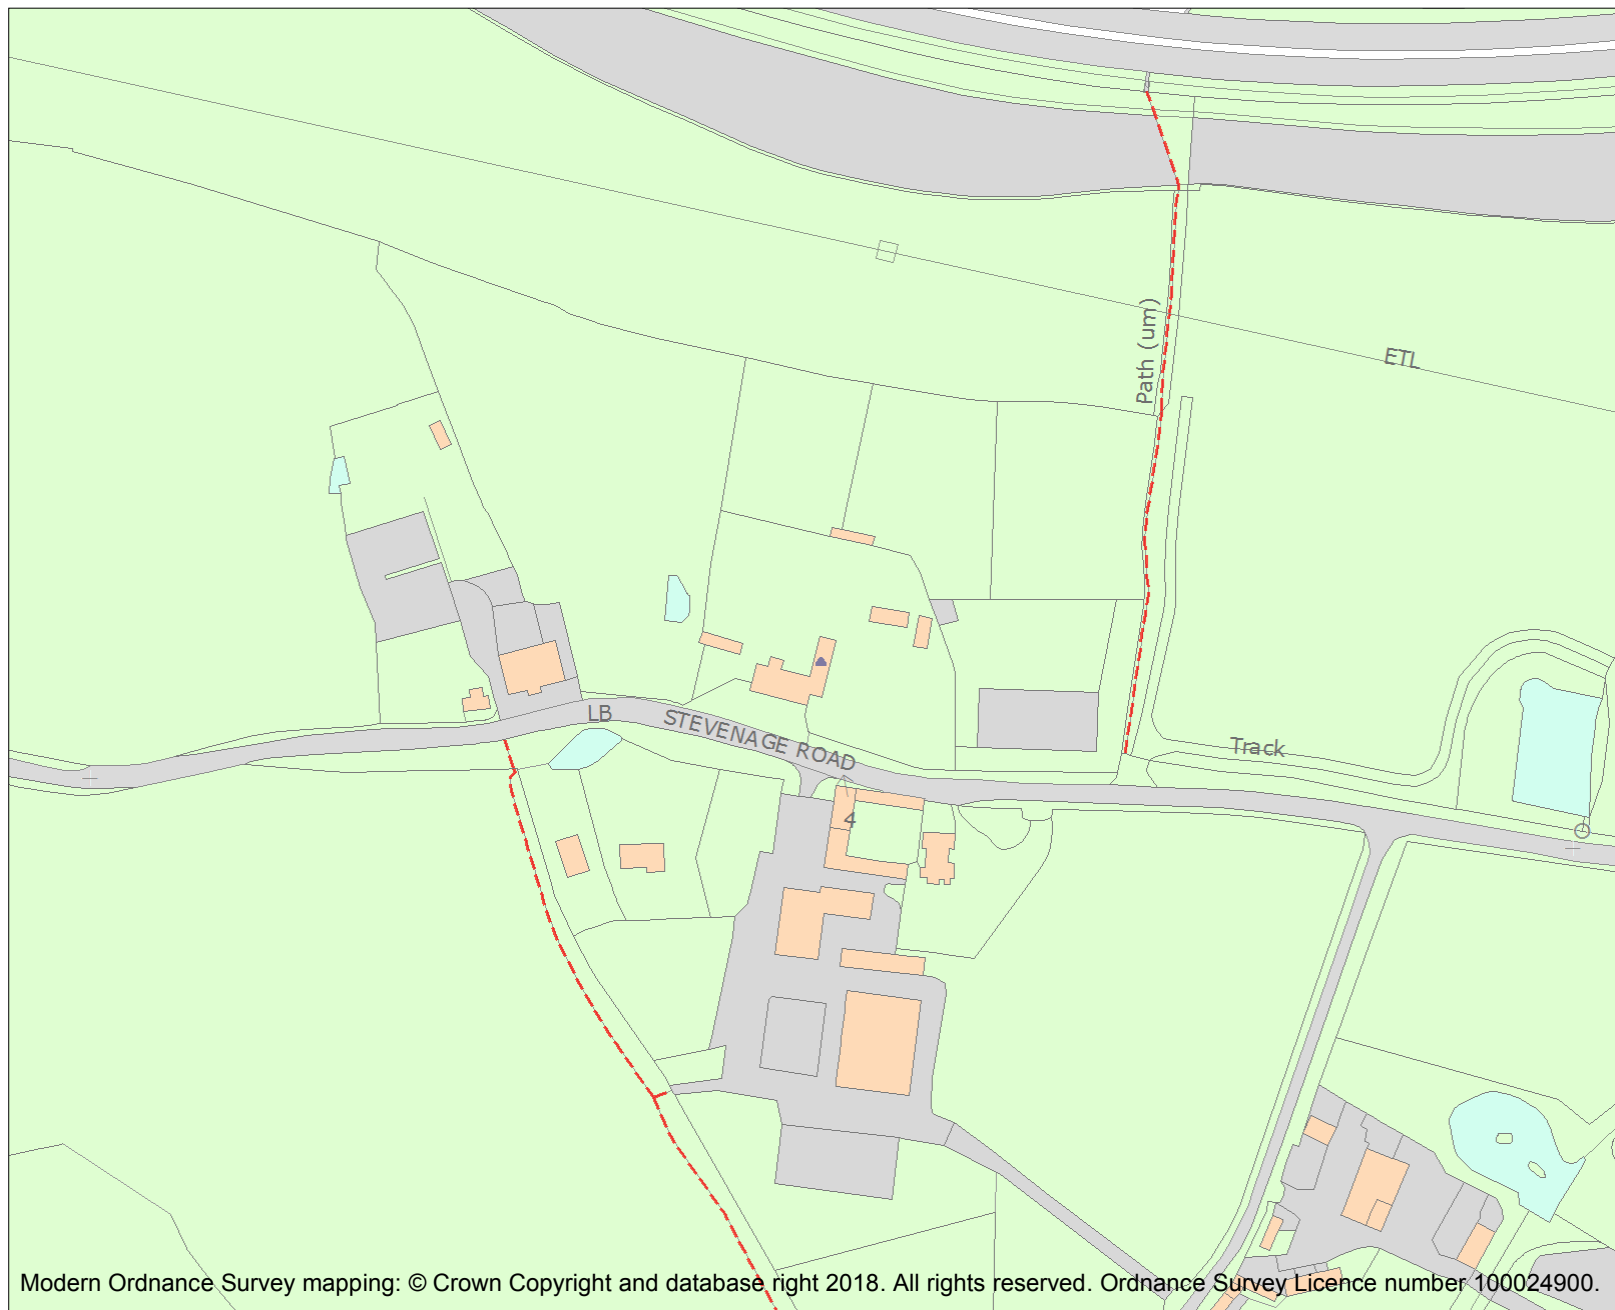 Path (um)
ETL
LB
STEVENAGE ROAD
Track
4
Modern Ordnance Survey mapping: © Crown Copyright and database right 2018. All rights reserved. Ordnance Survey Licence number 100024900.